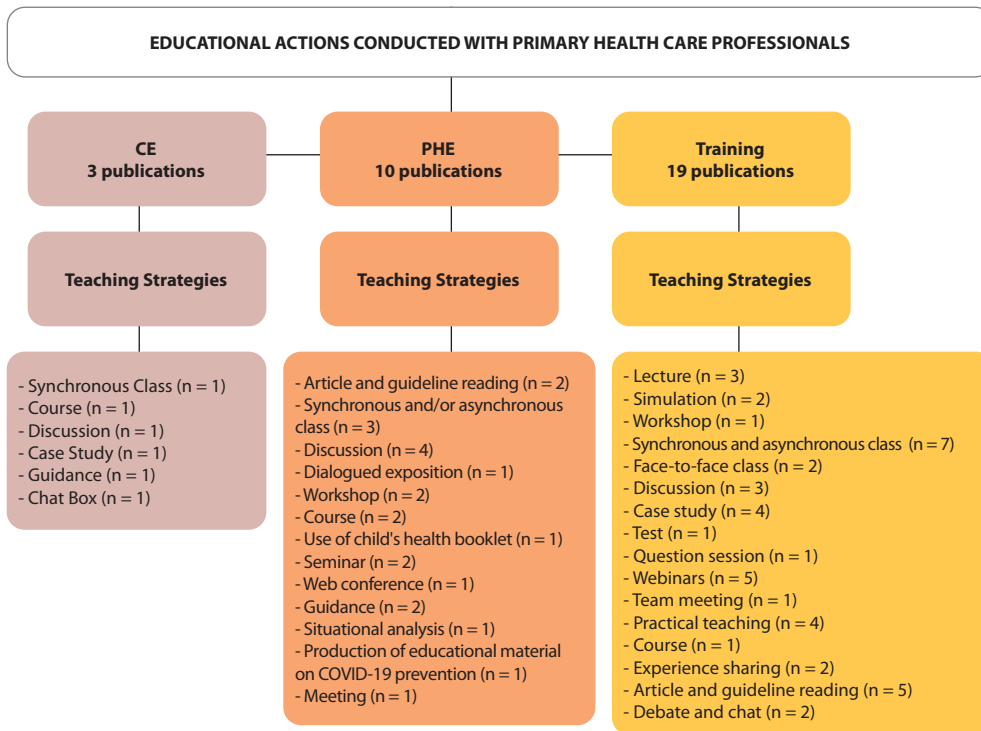 EDUCATIONAL ACTIONS CONDUCTED WITH PRIMARY HEALTH CARE PROFESSIONALS
CE
3 publications
PHE
10 publications
Training
19 publications
Teaching Strategies
Teaching Strategies
Teaching Strategies
- Synchronous Class (n = 1)
- Course (n = 1)
- Discussion (n = 1)
- Case Study (n = 1)
- Guidance (n = 1)
- Chat Box (n = 1)
- Article and guideline reading (n = 2)
- Synchronous and/or asynchronous
class (n = 3)
- Discussion (n = 4)
- Dialogued exposition (n = 1)
- Workshop (n = 2)
- Course (n = 2)
- Use of child's health booklet (n = 1)
- Seminar (n = 2)
- Web conference (n = 1)
- Guidance (n = 2)
- Situational analysis (n = 1)
- Production of educational material
on COVID-19 prevention (n = 1)
- Meeting (n = 1)
- Lecture (n = 3)
- Simulation (n = 2)
- Workshop (n = 1)
- Synchronous and asynchronous class (n = 7)
- Face-to-face class (n = 2)
- Discussion (n = 3)
- Case study (n = 4)
- Test (n = 1)
- Question session (n = 1)
- Webinars (n = 5)
- Team meeting (n = 1)
- Practical teaching (n = 4)
- Course (n = 1)
- Experience sharing (n = 2)
- Article and guideline reading (n = 5)
- Debate and chat (n = 2)